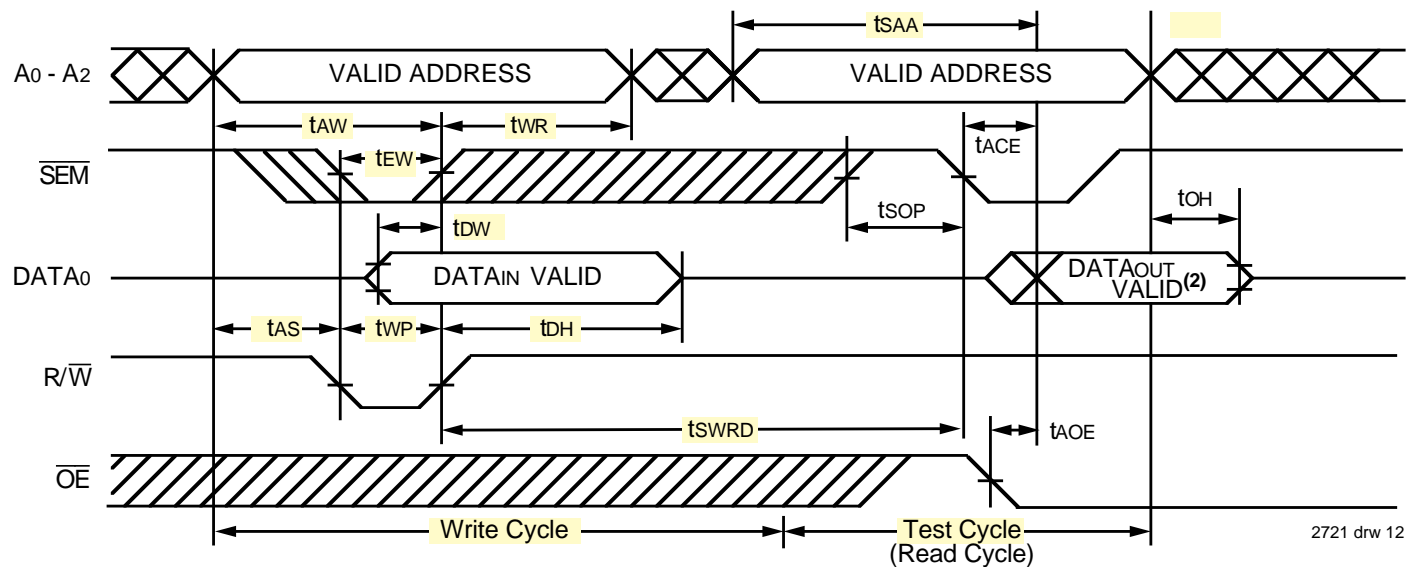 tSAA
A0 - A2
VALID ADDRESS
VALID ADDRESS
tAW
tWR
tACE
tEW
SEM
tSOP
tOH
tDW
DATA0
DATAIN VALID
DATAOUT
VALID(2)
tAS
tWP
tDH
R/W
tSWRD
tAOE
OE
Write Cycle
Test Cycle
(Read Cycle)
2721 drw 12